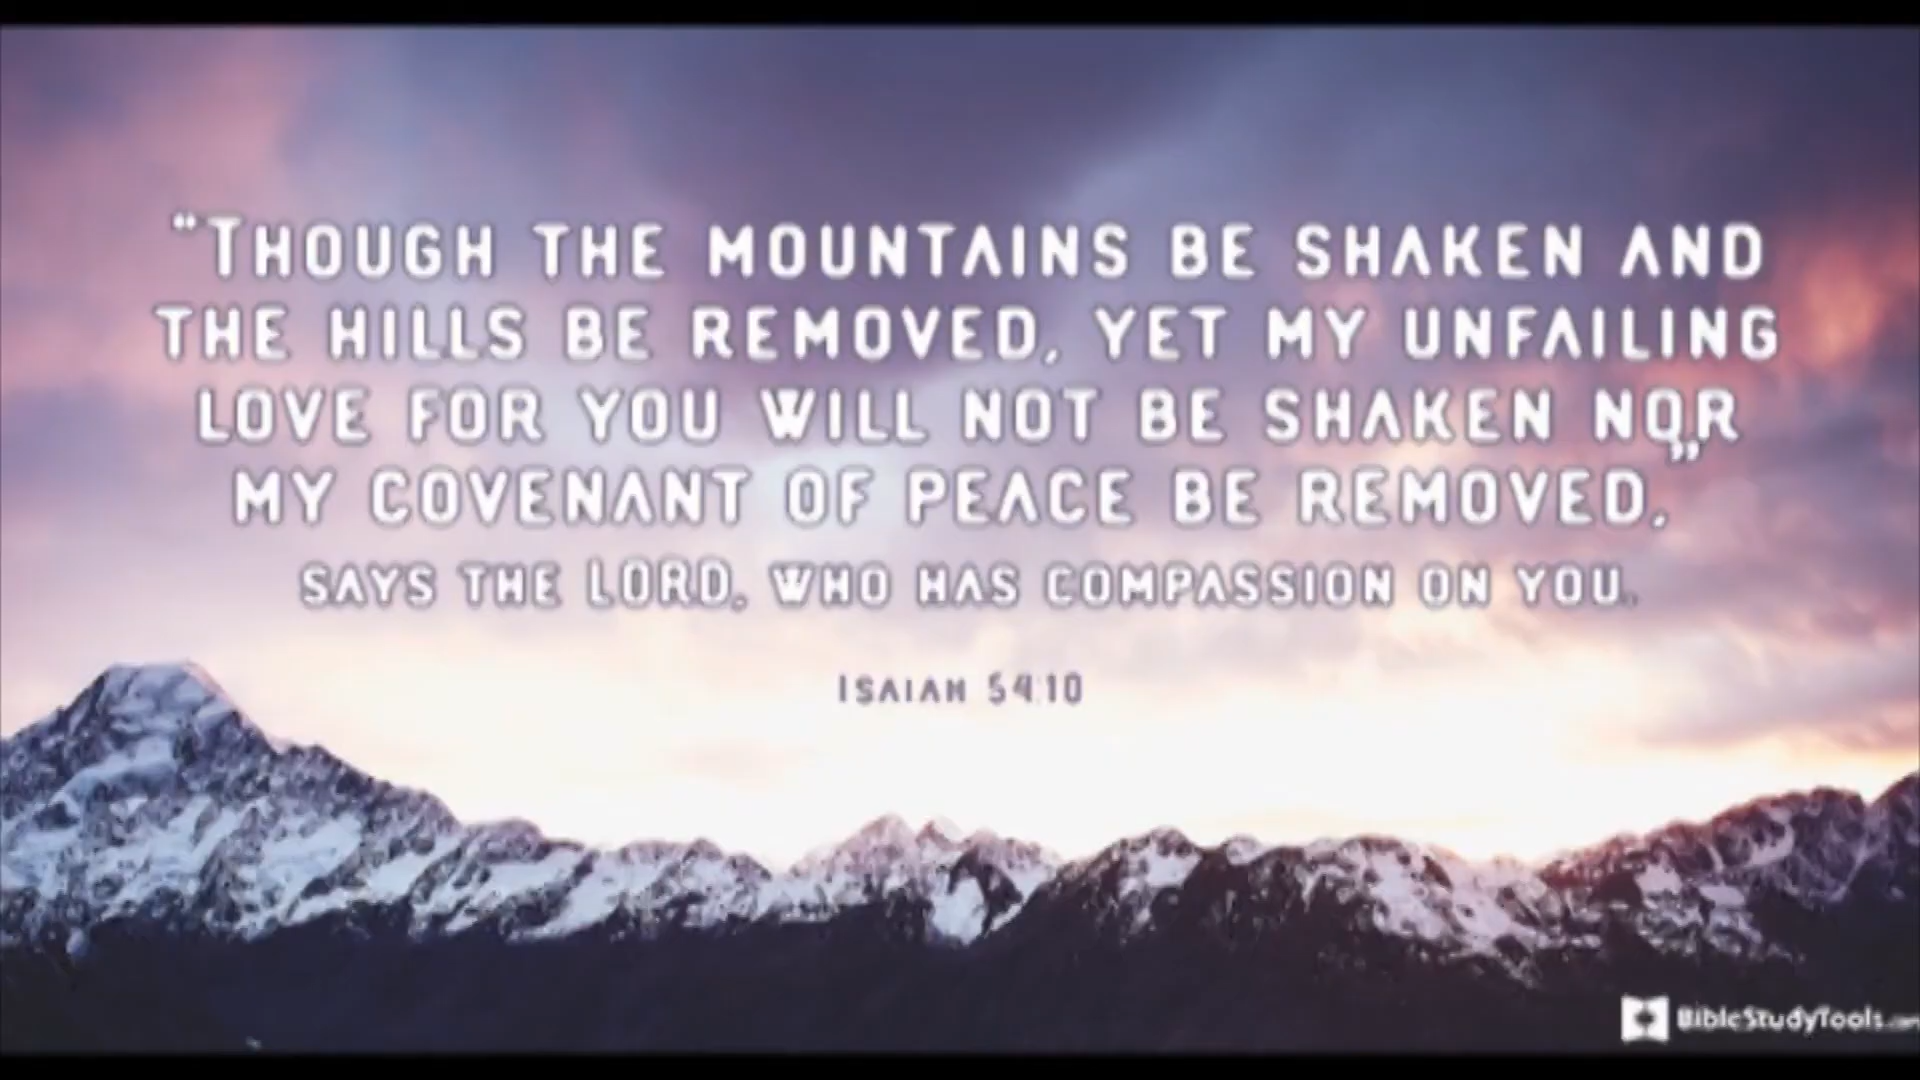 “Though the mountains be shaken and
the hills be removed, yet my unfailing
love for you will not be shaken nor
my covenant of peace be removed,”
says the LORD, who has compassion on you.
Isaiah 54:10
BibleStudyTools.com